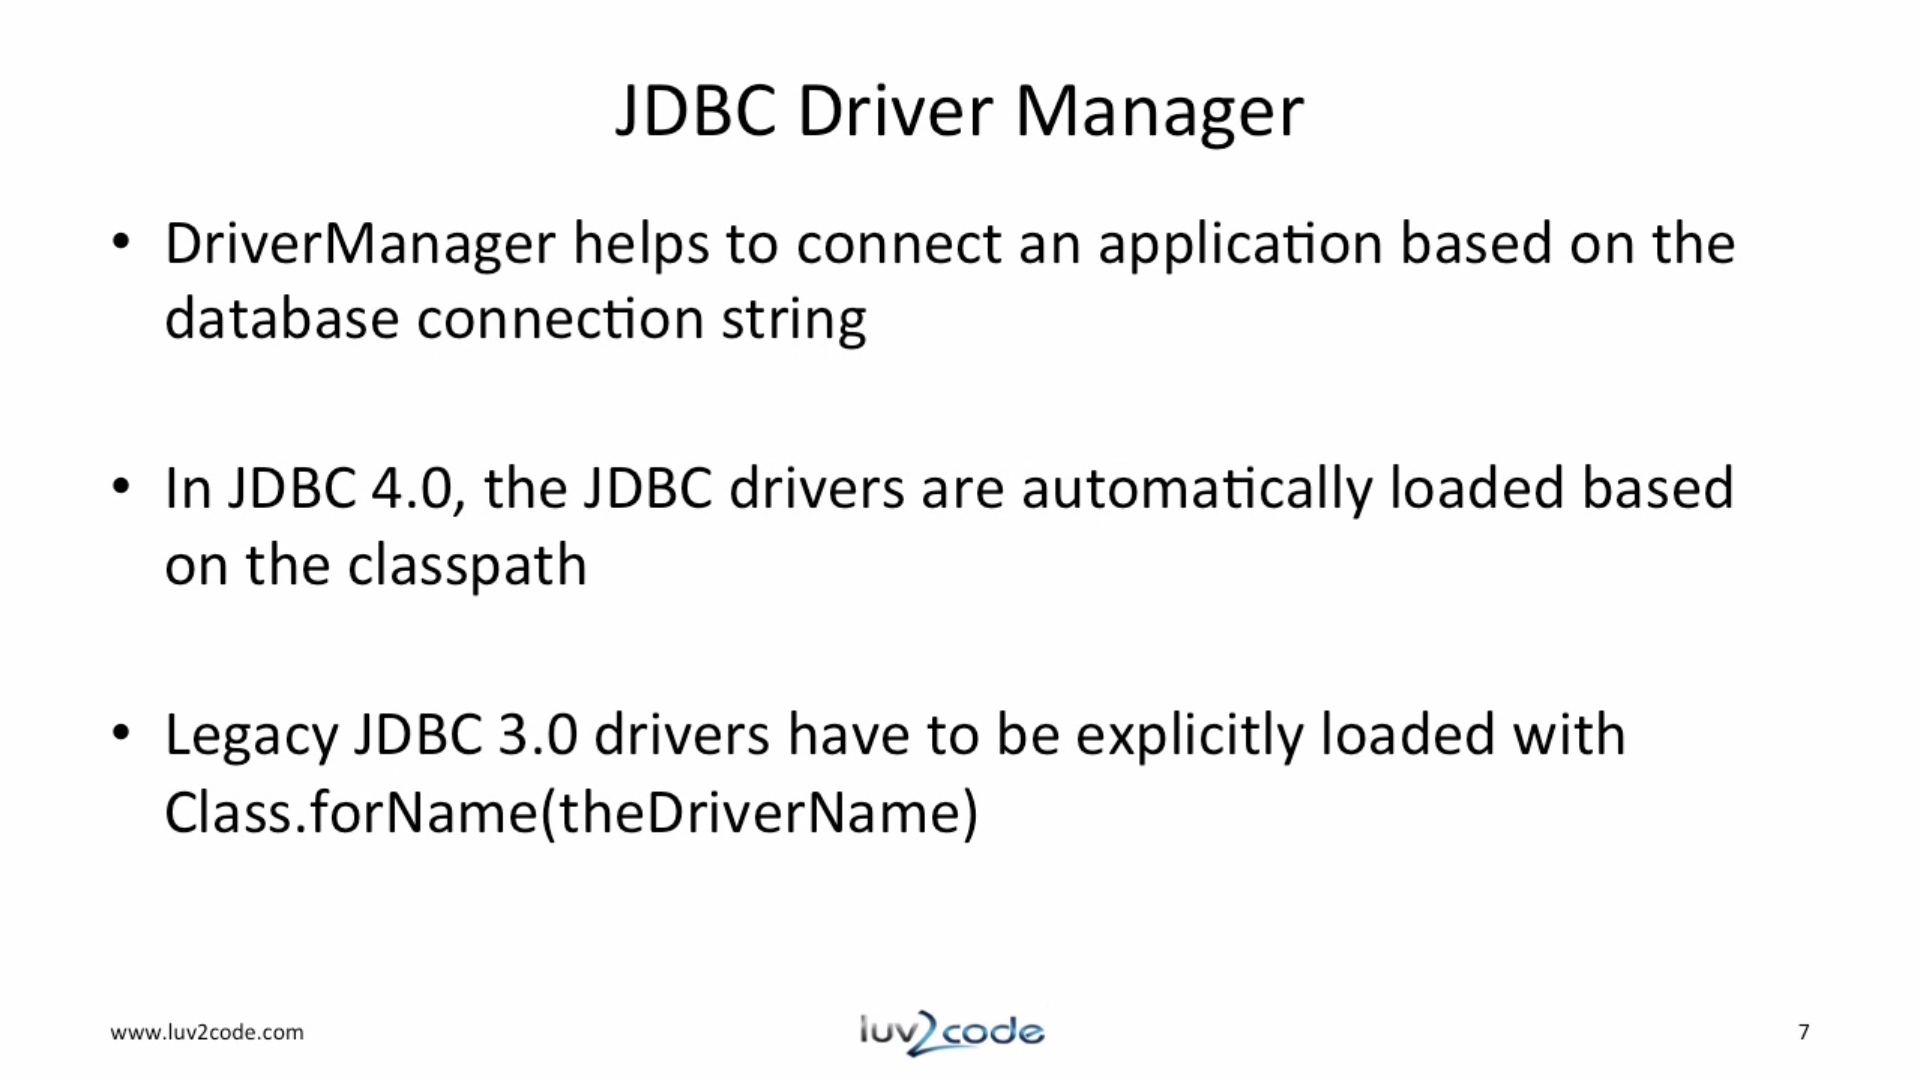 JDBC Driver Manager
• DriverManager helps to connect an application based on the
database connection string
• In JDBC 4.0, the JDBC drivers are automatically loaded based
on the classpath
• Legacy JDBC 3.0 drivers have to be explicitly loaded with
Class.forName(theDriverName)
www.luv2code.com
luv2code
7